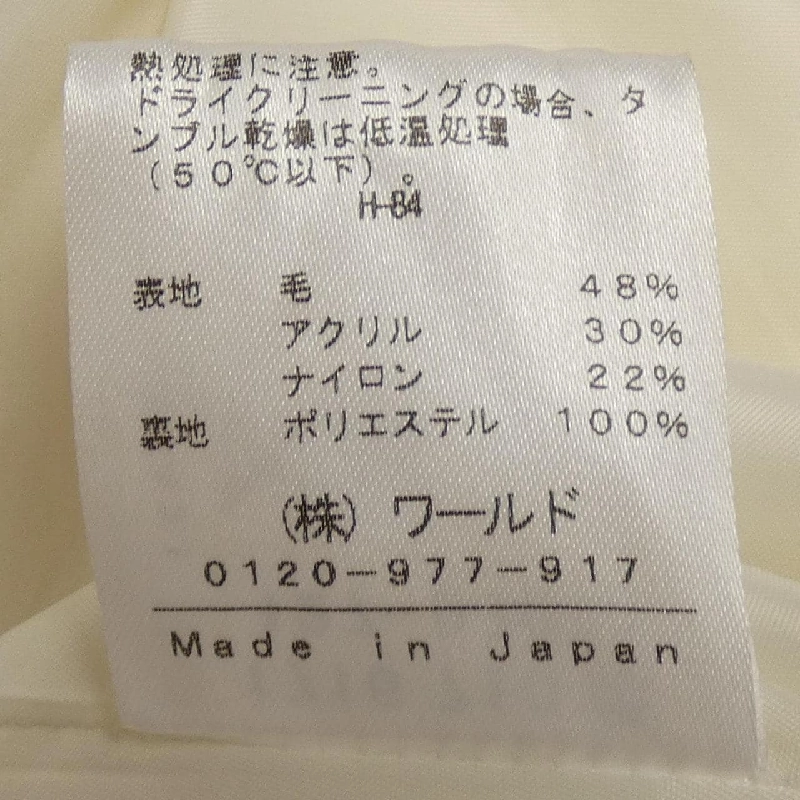 熱処理に注意。
ドライクリーニングの場合、タ
ンブル乾燥は低温処理
（50℃以下）。
H-84
表地 毛 48%
アクリル 30%
ナイロン 22%
裏地 ポリエステル 100%
（株）ワールド
0120-977-917
Made in Japan